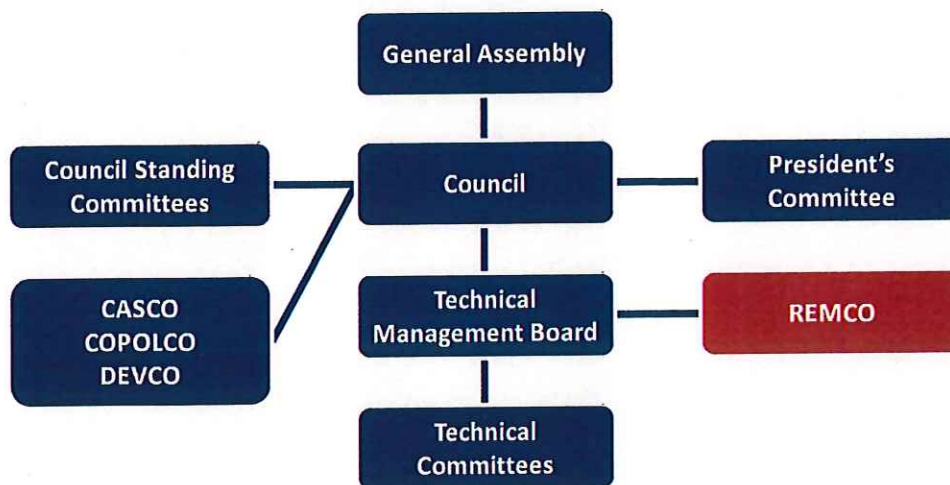 General Assembly
Council Standing
Committees
Council
President's
Committee
CASCO
COPOLCO
DEVCO
Technical
Management Board
REMCO
Technical
Committees